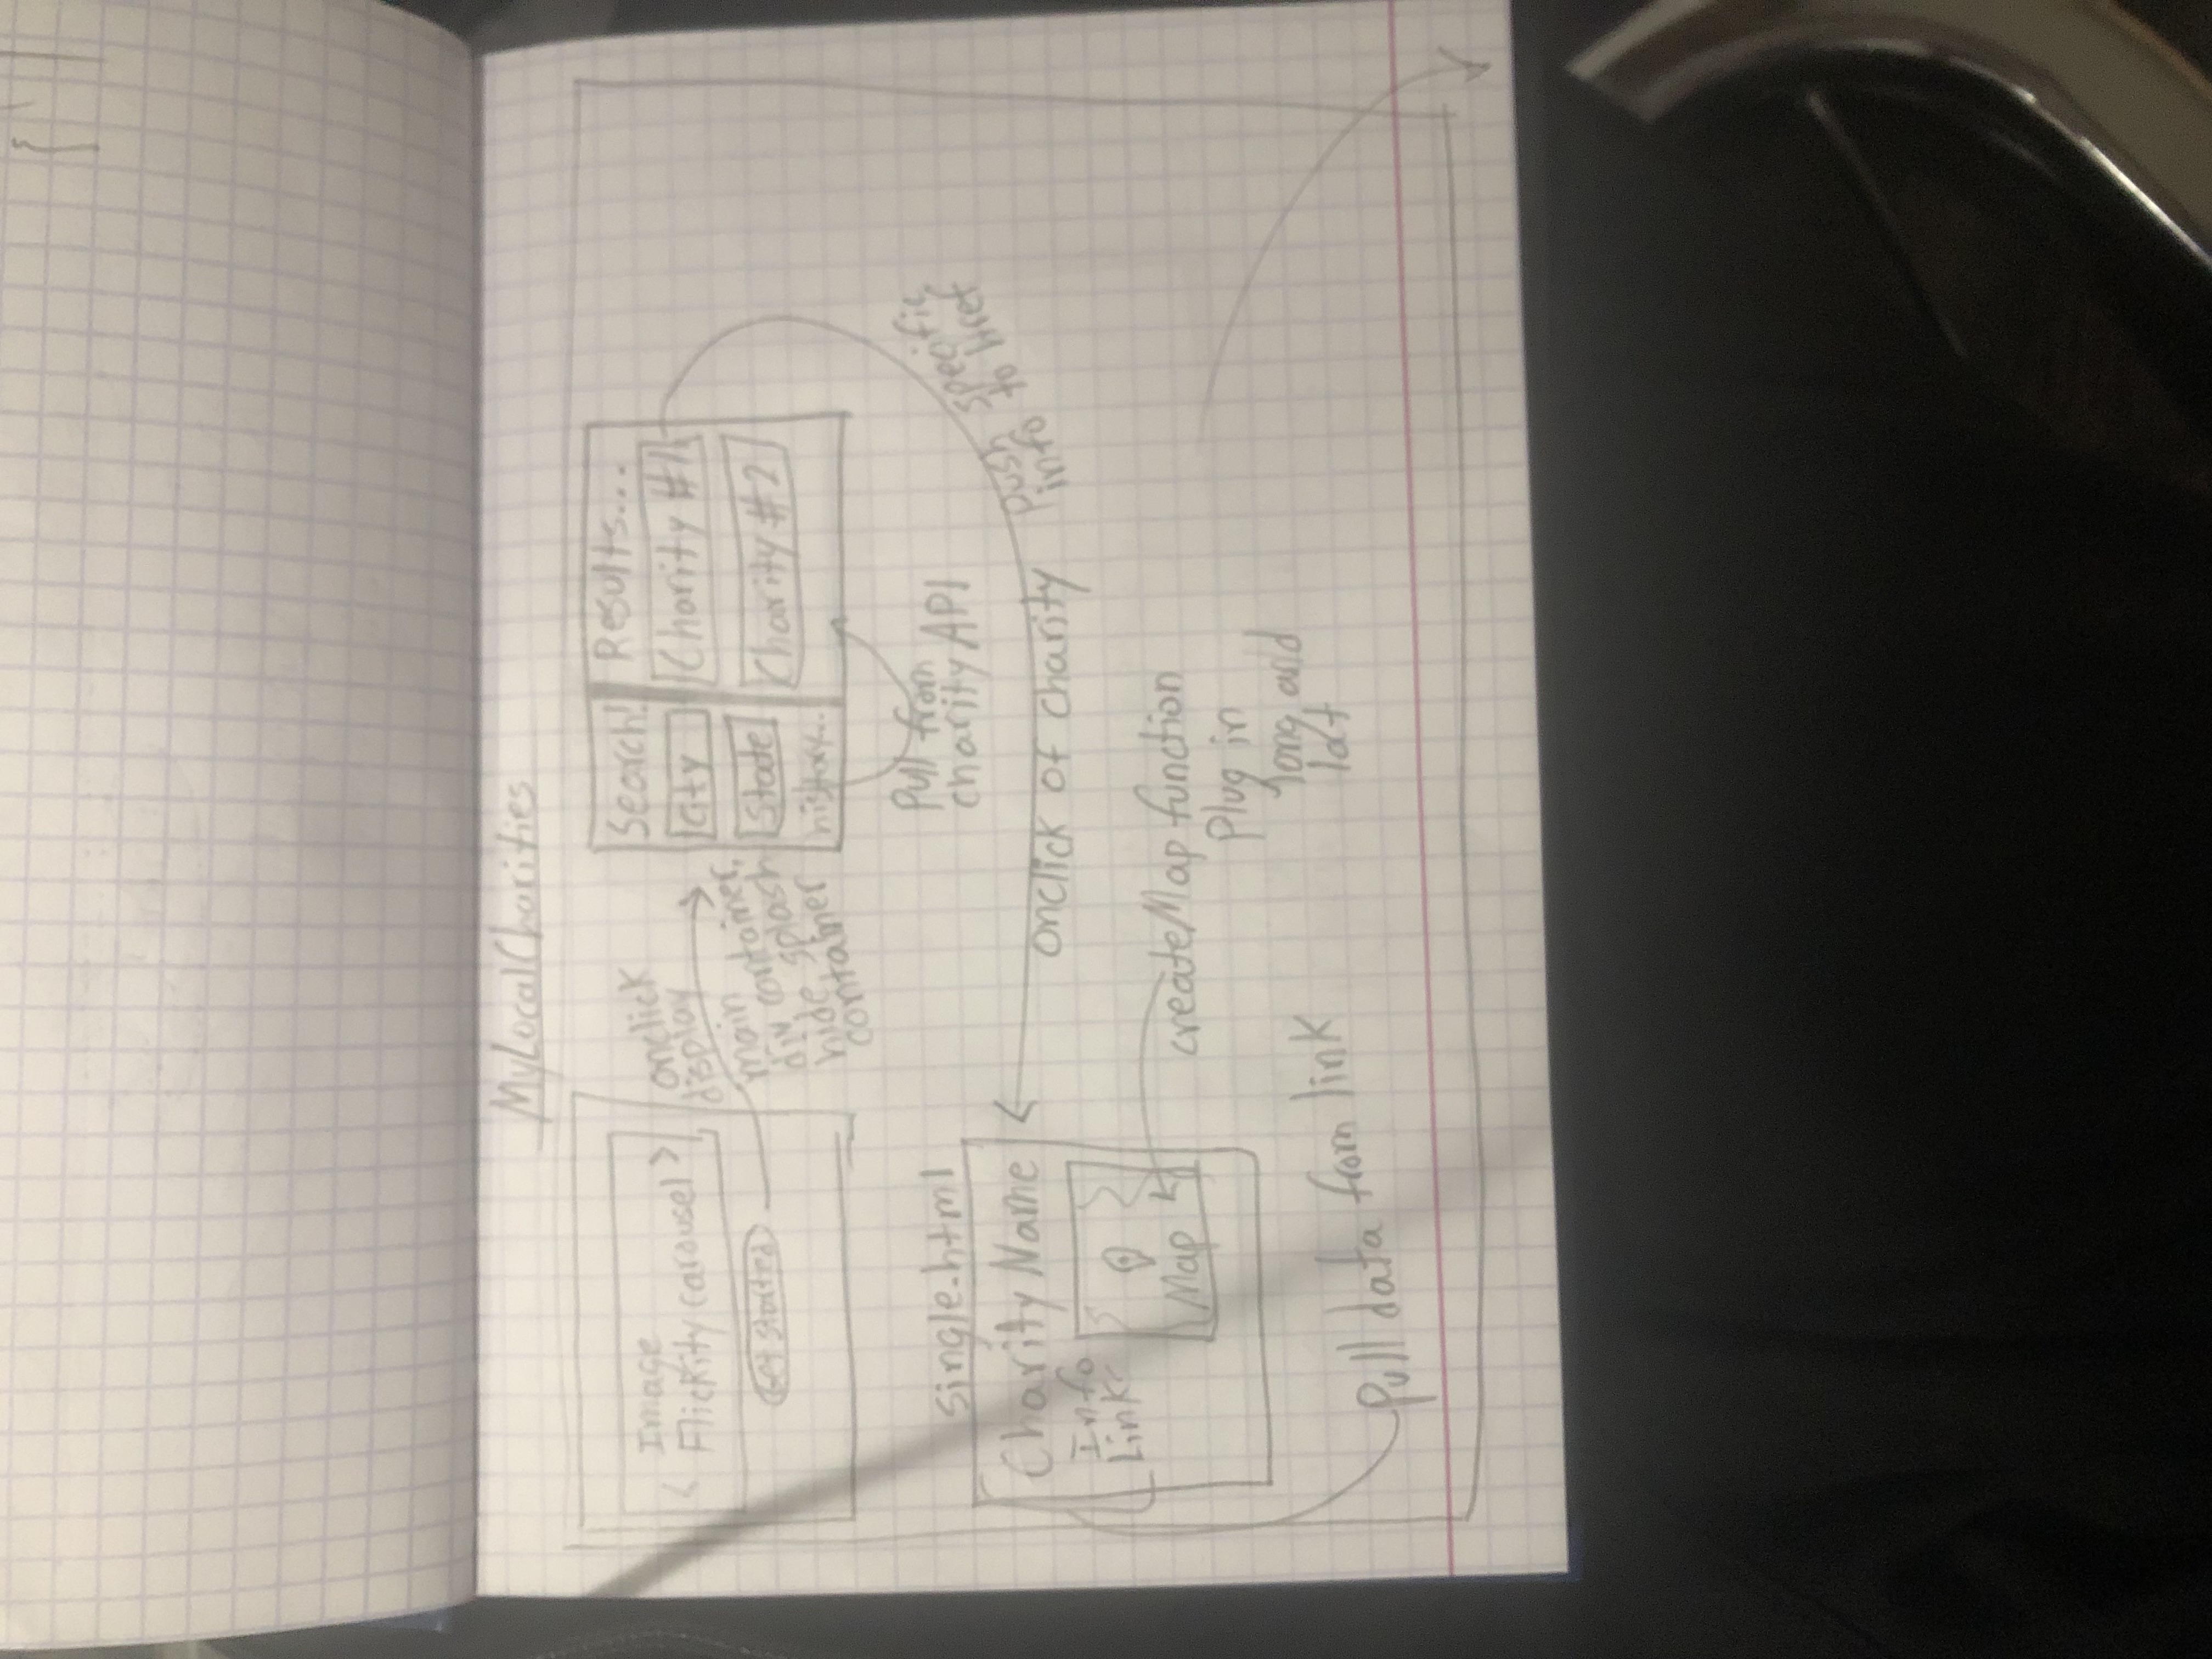 MyLocalCharities
Image
< Flickity carousel >
Get started
onclick
display
main
div container,
hide splash
container
Search!
City
State
history...
Results...
Charity #1
Charity #2
Pull from
charity API
push specific
info to href
onclick of charity
single.html
Charity Name
Info
Links
Map
createMap function
Plug in
long and
lat
Pull data from link